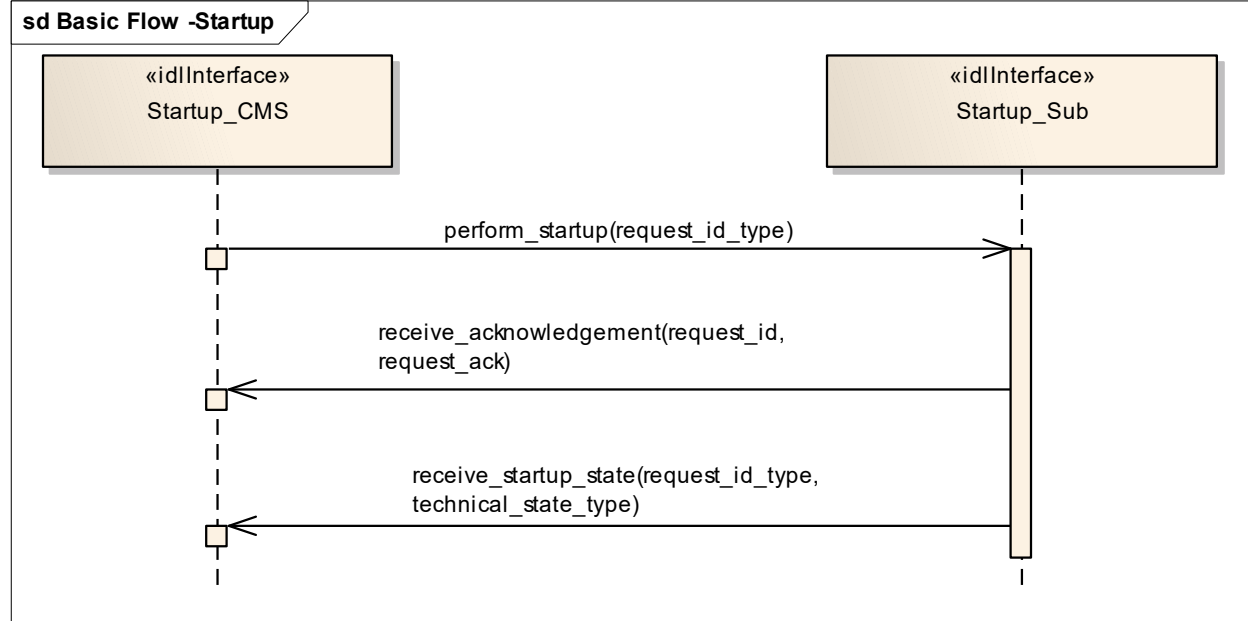 sd Basic Flow -Startup
«idlInterface»
Startup_CMS
«idlInterface»
Startup_Sub
perform_startup(request_id_type)
receive_acknowledgement(request_id,
request_ack)
receive_startup_state(request_id_type,
technical_state_type)